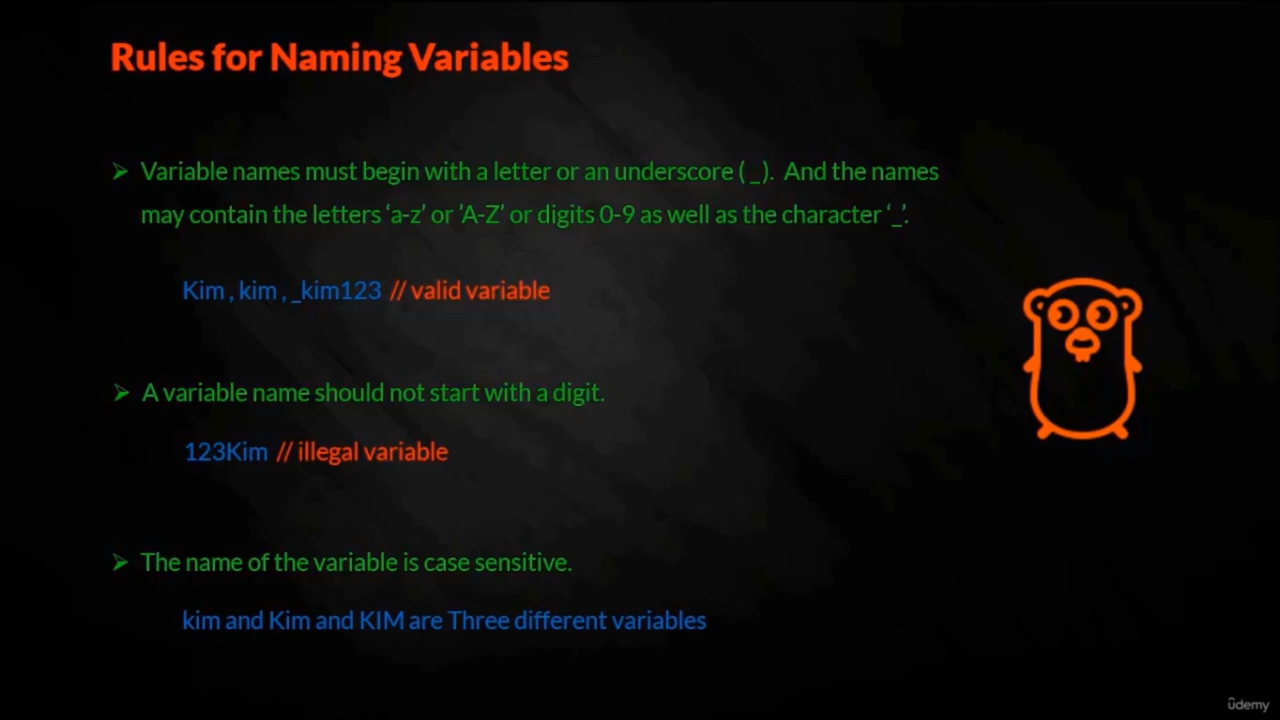 Rules for Naming Variables
➢ Variable names must begin with a letter or an underscore ( _ ). And the names
may contain the letters ‘a-z’ or ’A-Z’ or digits 0-9 as well as the character ‘_’.
Kim , kim , _kim123 // valid variable
➢ A variable name should not start with a digit.
123Kim // illegal variable
➢ The name of the variable is case sensitive.
kim and Kim and KIM are Three different variables
ûdemy